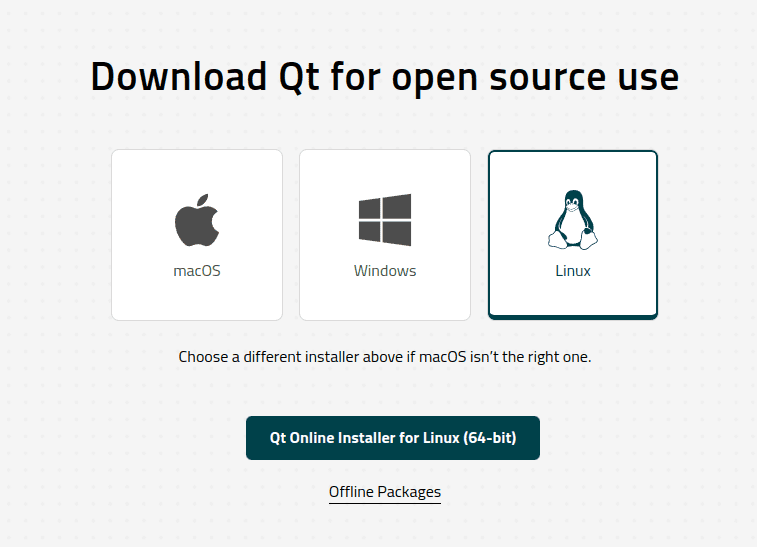 Download Qt for open source use
macOS
Windows
Linux
Choose a different installer above if macOS isn’t the right one.
Qt Online Installer for Linux (64-bit)
Offline Packages